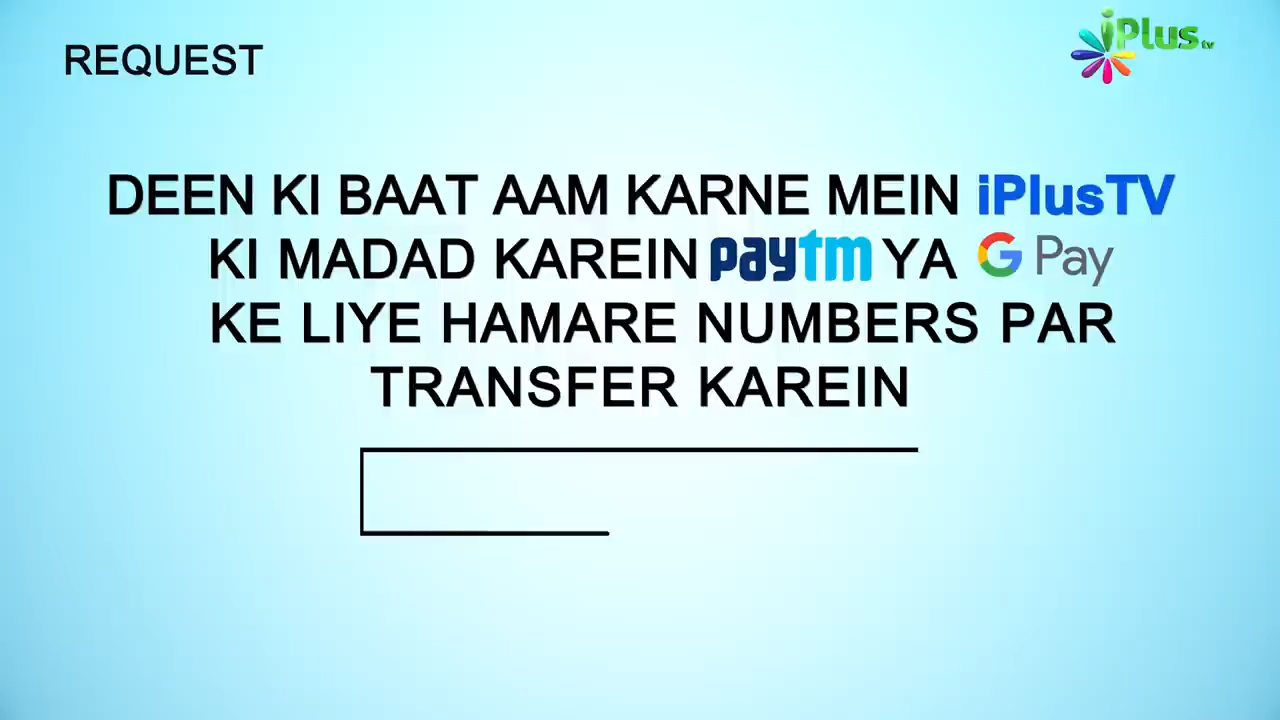 REQUEST
iPlus tv
DEEN KI BAAT AAM KARNE MEIN iPlusTV
KI MADAD KAREIN paytm YA G Pay
KE LIYE HAMARE NUMBERS PAR
TRANSFER KAREIN